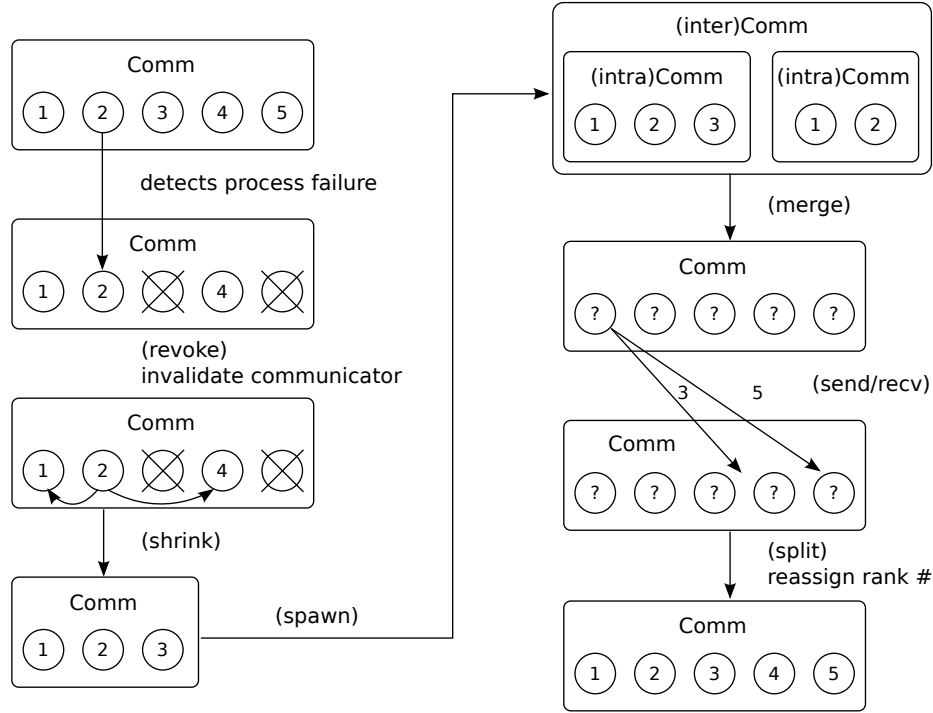 Comm
1 2 3 4 5
detects process failure
Comm
1 2 4
(revoke)
invalidate communicator
Comm
1 2 4
(shrink)
Comm
1 2 3
(spawn)
(inter)Comm
(intra)Comm (intra)Comm
1 2 3 1 2
(merge)
Comm
? ? ? ? ?
(send/recv)
3 5
Comm
? ? ? ? ?
(split)
reassign rank #
Comm
1 2 3 4 5